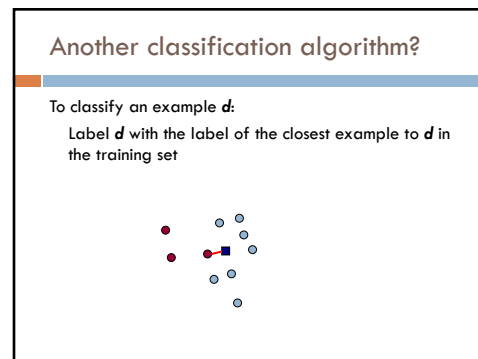 Another classification algorithm?
To classify an example d:
Label d with the label of the closest example to d in
the training set